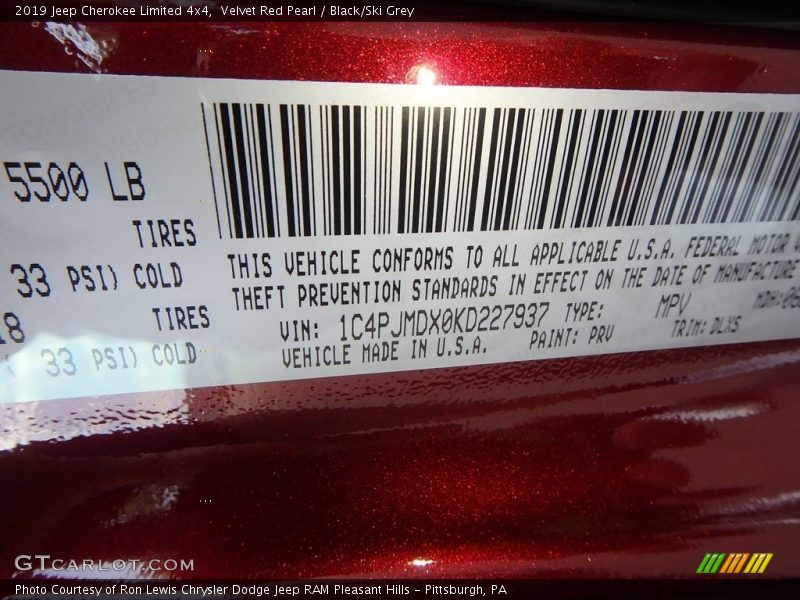 2019 Jeep Cherokee Limited 4x4, Velvet Red Pearl / Black/Ski Grey
5500 LB
TIRES
33 PSI) COLD
TIRES
33 PSI) COLD
THIS VEHICLE CONFORMS TO ALL APPLICABLE U.S.A. FEDERAL MOTOR
THEFT PREVENTION STANDARDS IN EFFECT ON THE DATE OF MANUFACTURE
VIN: 1C4PJMDX0KD227937 TYPE: MPV
VEHICLE MADE IN U.S.A. PAINT: PRV TRIM: DLXS
GTCARLOT.COM
Photo Courtesy of Ron Lewis Chrysler Dodge Jeep RAM Pleasant Hills - Pittsburgh, PA